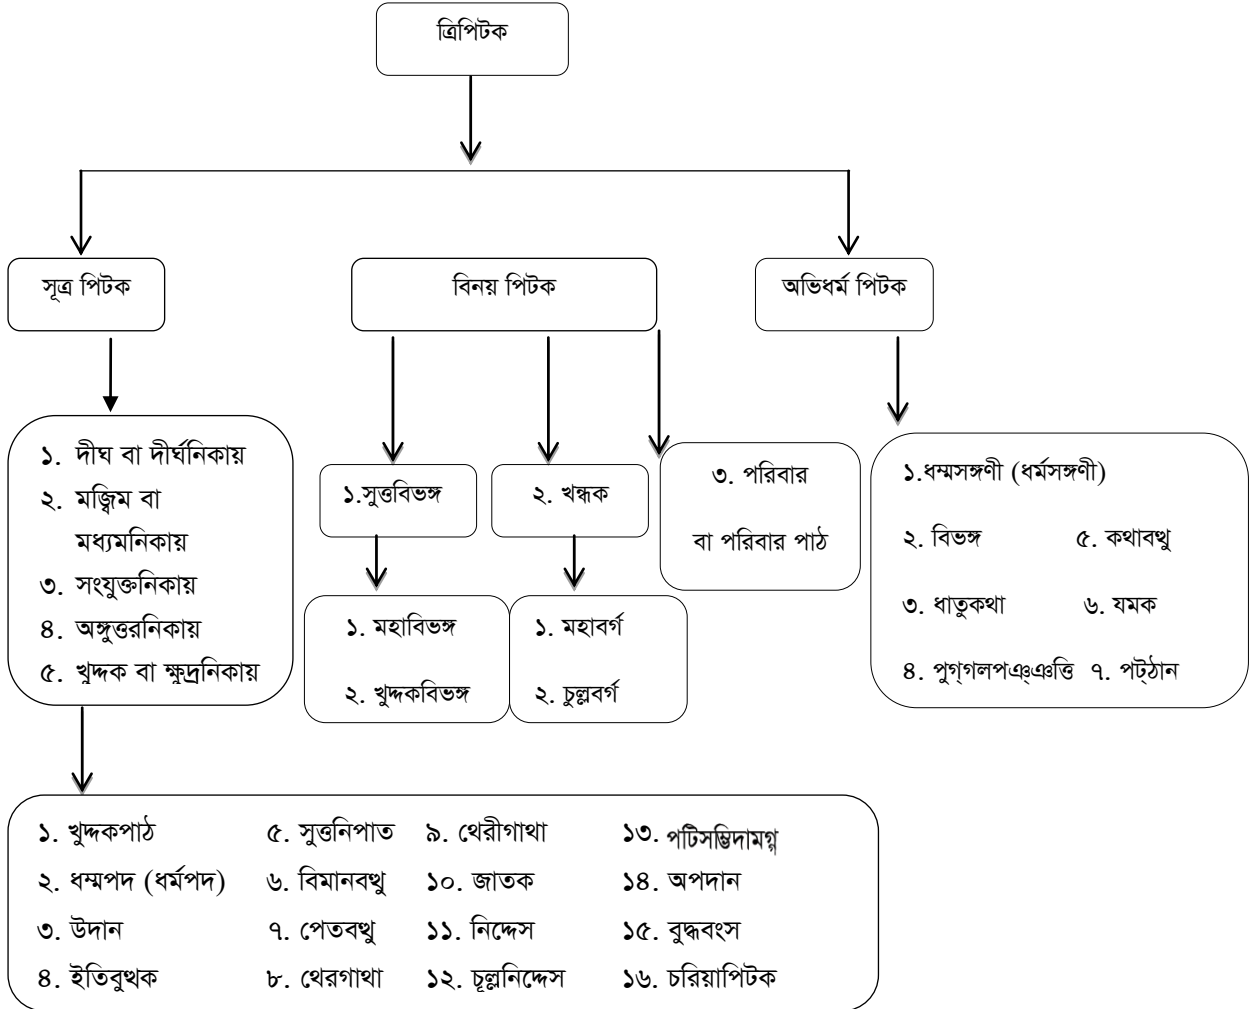 ত্রিপিটক
সূত্র পিটক
বিনয় পিটক
অভিধর্ম পিটক
১. দীঘ বা দীর্ঘনিকায়
২. মজ্ঝিম বা
মধ্যমনিকায়
৩. সংযুক্তনিকায়
৪. অঙ্গুত্তরনিকায়
৫. খুদ্দক বা ক্ষুদ্রনিকায়
১.সুত্তবিভঙ্গ
২. খন্ধক
৩. পরিবার
বা পরিবার পাঠ
১. মহাবিভঙ্গ
২. খুদ্দকবিভঙ্গ
১. মহাবর্গ
২. চুল্লবর্গ
১.ধম্মসঙ্গণী (ধর্মসঙ্গণী)
২. বিভঙ্গ ৫. কথাবত্থু
৩. ধাতুকথা ৬. যমক
৪. পুগ্‌গলপঞ্ঞত্তি ৭. পট্‌ঠান
১. খুদ্দকপাঠ ৫. সুত্তনিপাত ৯. থেরীগাথা ১৩. পটিসম্ভিদামগ্গ
২. ধম্মপদ (ধর্মপদ) ৬. বিমানবত্থু ১০. জাতক ১৪. অপদান
৩. উদান ৭. পেতবত্থু ১১. নিদ্দেস ১৫. বুদ্ধবংস
৪. ইতিবুত্থক ৮. থেরগাথা ১২. চূল্লনিদ্দেস ১৬. চরিয়াপিটক